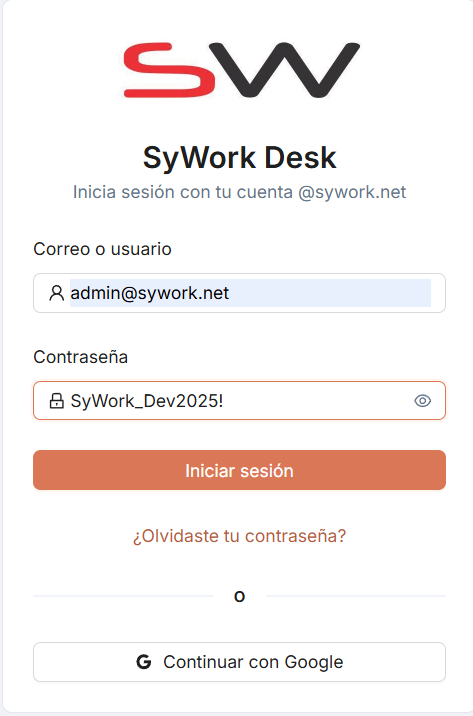 SW
SyWork Desk
Inicia sesión con tu cuenta @sywork.net
Correo o usuario
admin@sywork.net
Contraseña
SyWork_Dev2025!
Iniciar sesión
¿Olvidaste tu contraseña?
O
G Continuar con Google